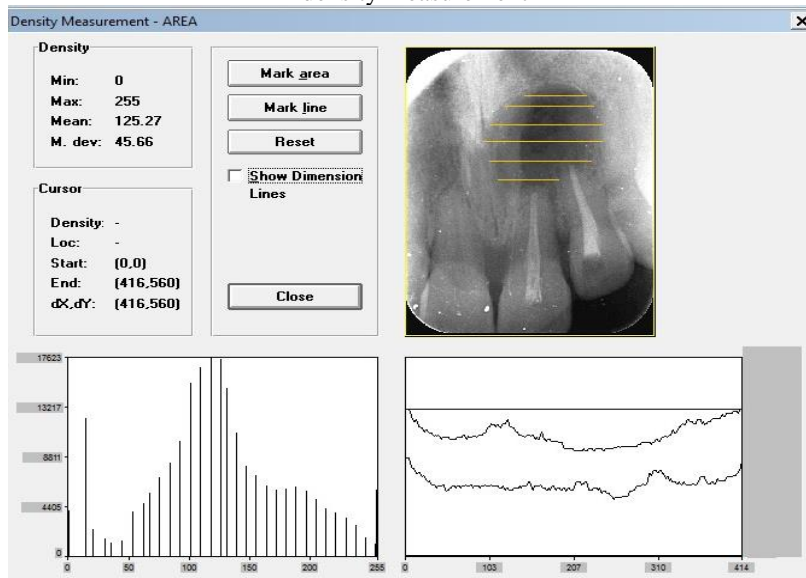 Density Measurement - AREA
Density
Min: 0
Max: 255
Mean: 125.27
M. dev: 45.66
Cursor
Density: -
Loc: -
Start: (0,0)
End: (416,560)
dX,dY: (416,560)
Mark area
Mark line
Reset
Show Dimension
Lines
Close
17623
13217
8811
4405
0
0 50 100 150 200 255
0 103 207 310 414